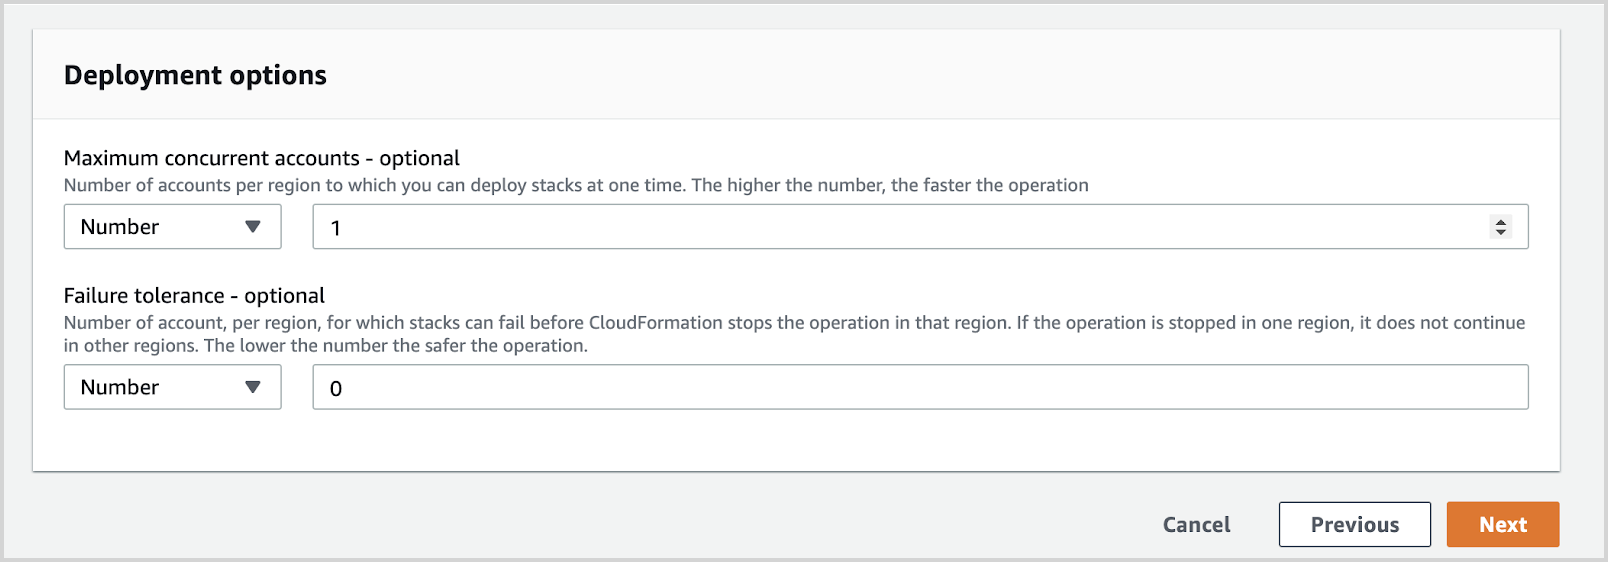 Deployment options
Maximum concurrent accounts - optional
Number of accounts per region to which you can deploy stacks at one time. The higher the number, the faster the operation
Number
1
Failure tolerance - optional
Number of account, per region, for which stacks can fail before CloudFormation stops the operation in that region. If the operation is stopped in one region, it does not continue
in other regions. The lower the number the safer the operation.
Number
0
Cancel
Previous
Next